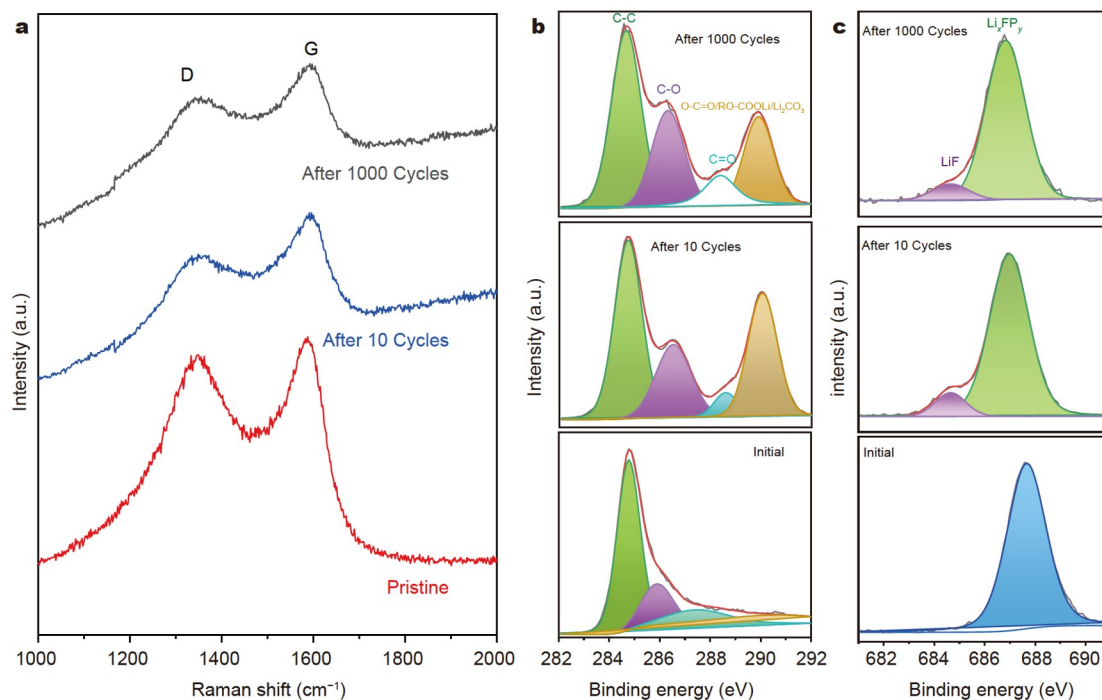 a
D
G
After 1000 Cycles
After 10 Cycles
Pristine
Intensity (a.u.)
1000 1200 1400 1600 1800 2000
Raman shift (cm⁻¹)
b
C-C
After 1000 Cycles
C-O
O-C=O/RO-COOLi/Li₂CO₃
C=O
After 10 Cycles
Initial
Intensity (a.u.)
282 284 286 288 290 292
Binding energy (eV)
c
LiₓFPᵧ
After 1000 Cycles
LiF
After 10 Cycles
Initial
intensity (a.u.)
682 684 686 688 690
Binding energy (eV)